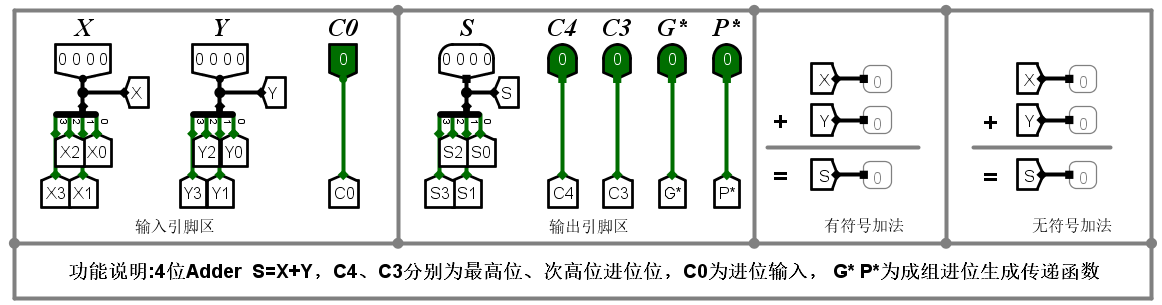 X Y C0 S C4 C3 G* P*
0 0 0 0 0 0 0 0 0 0 0 0 0 0 0 0 0
X Y S X 0 X 0
3 2 1 0 3 2 1 0 3 2 1 0
+ Y 0 + Y 0
X2 X0 Y2 Y0 S2 S0
= S 0 = S 0
X3 X1 Y3 Y1 C0 S3 S1 C4 C3 G* P*
输入引脚区 输出引脚区 有符号加法 无符号加法
功能说明:4位Adder S=X+Y，C4、C3分别为最高位、次高位进位位，C0为进位输入， G* P*为成组进位生成传递函数